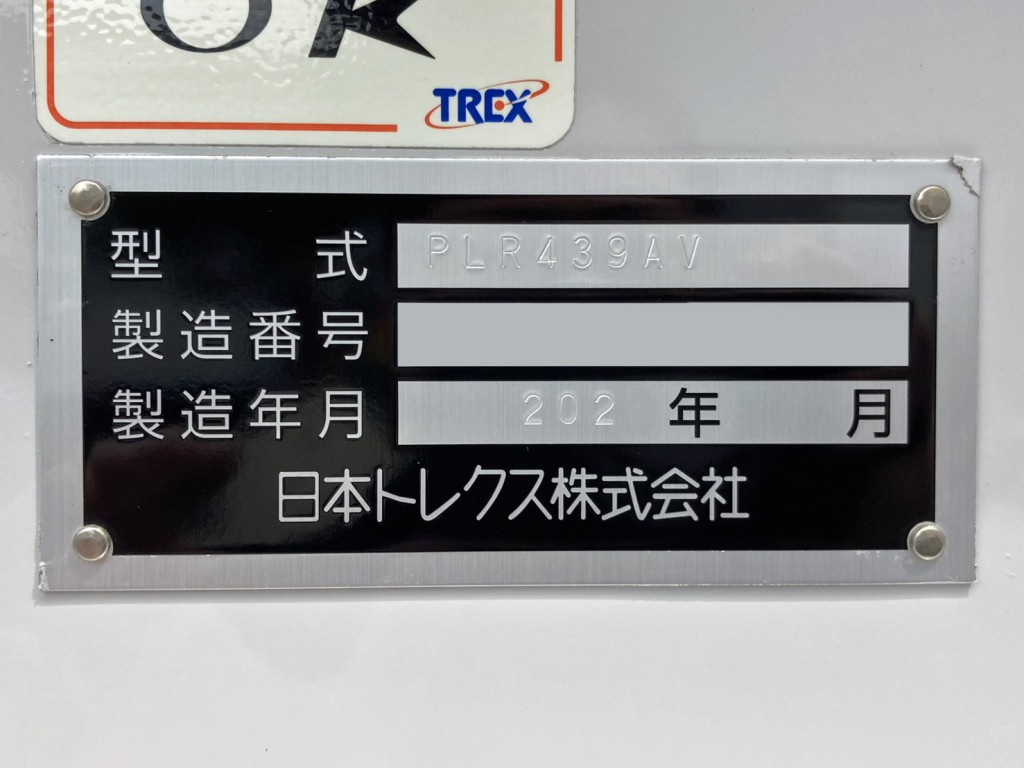 OK
TREX
型式 PLR439AV
製造番号
製造年月 202 年 月
日本トレクス株式会社